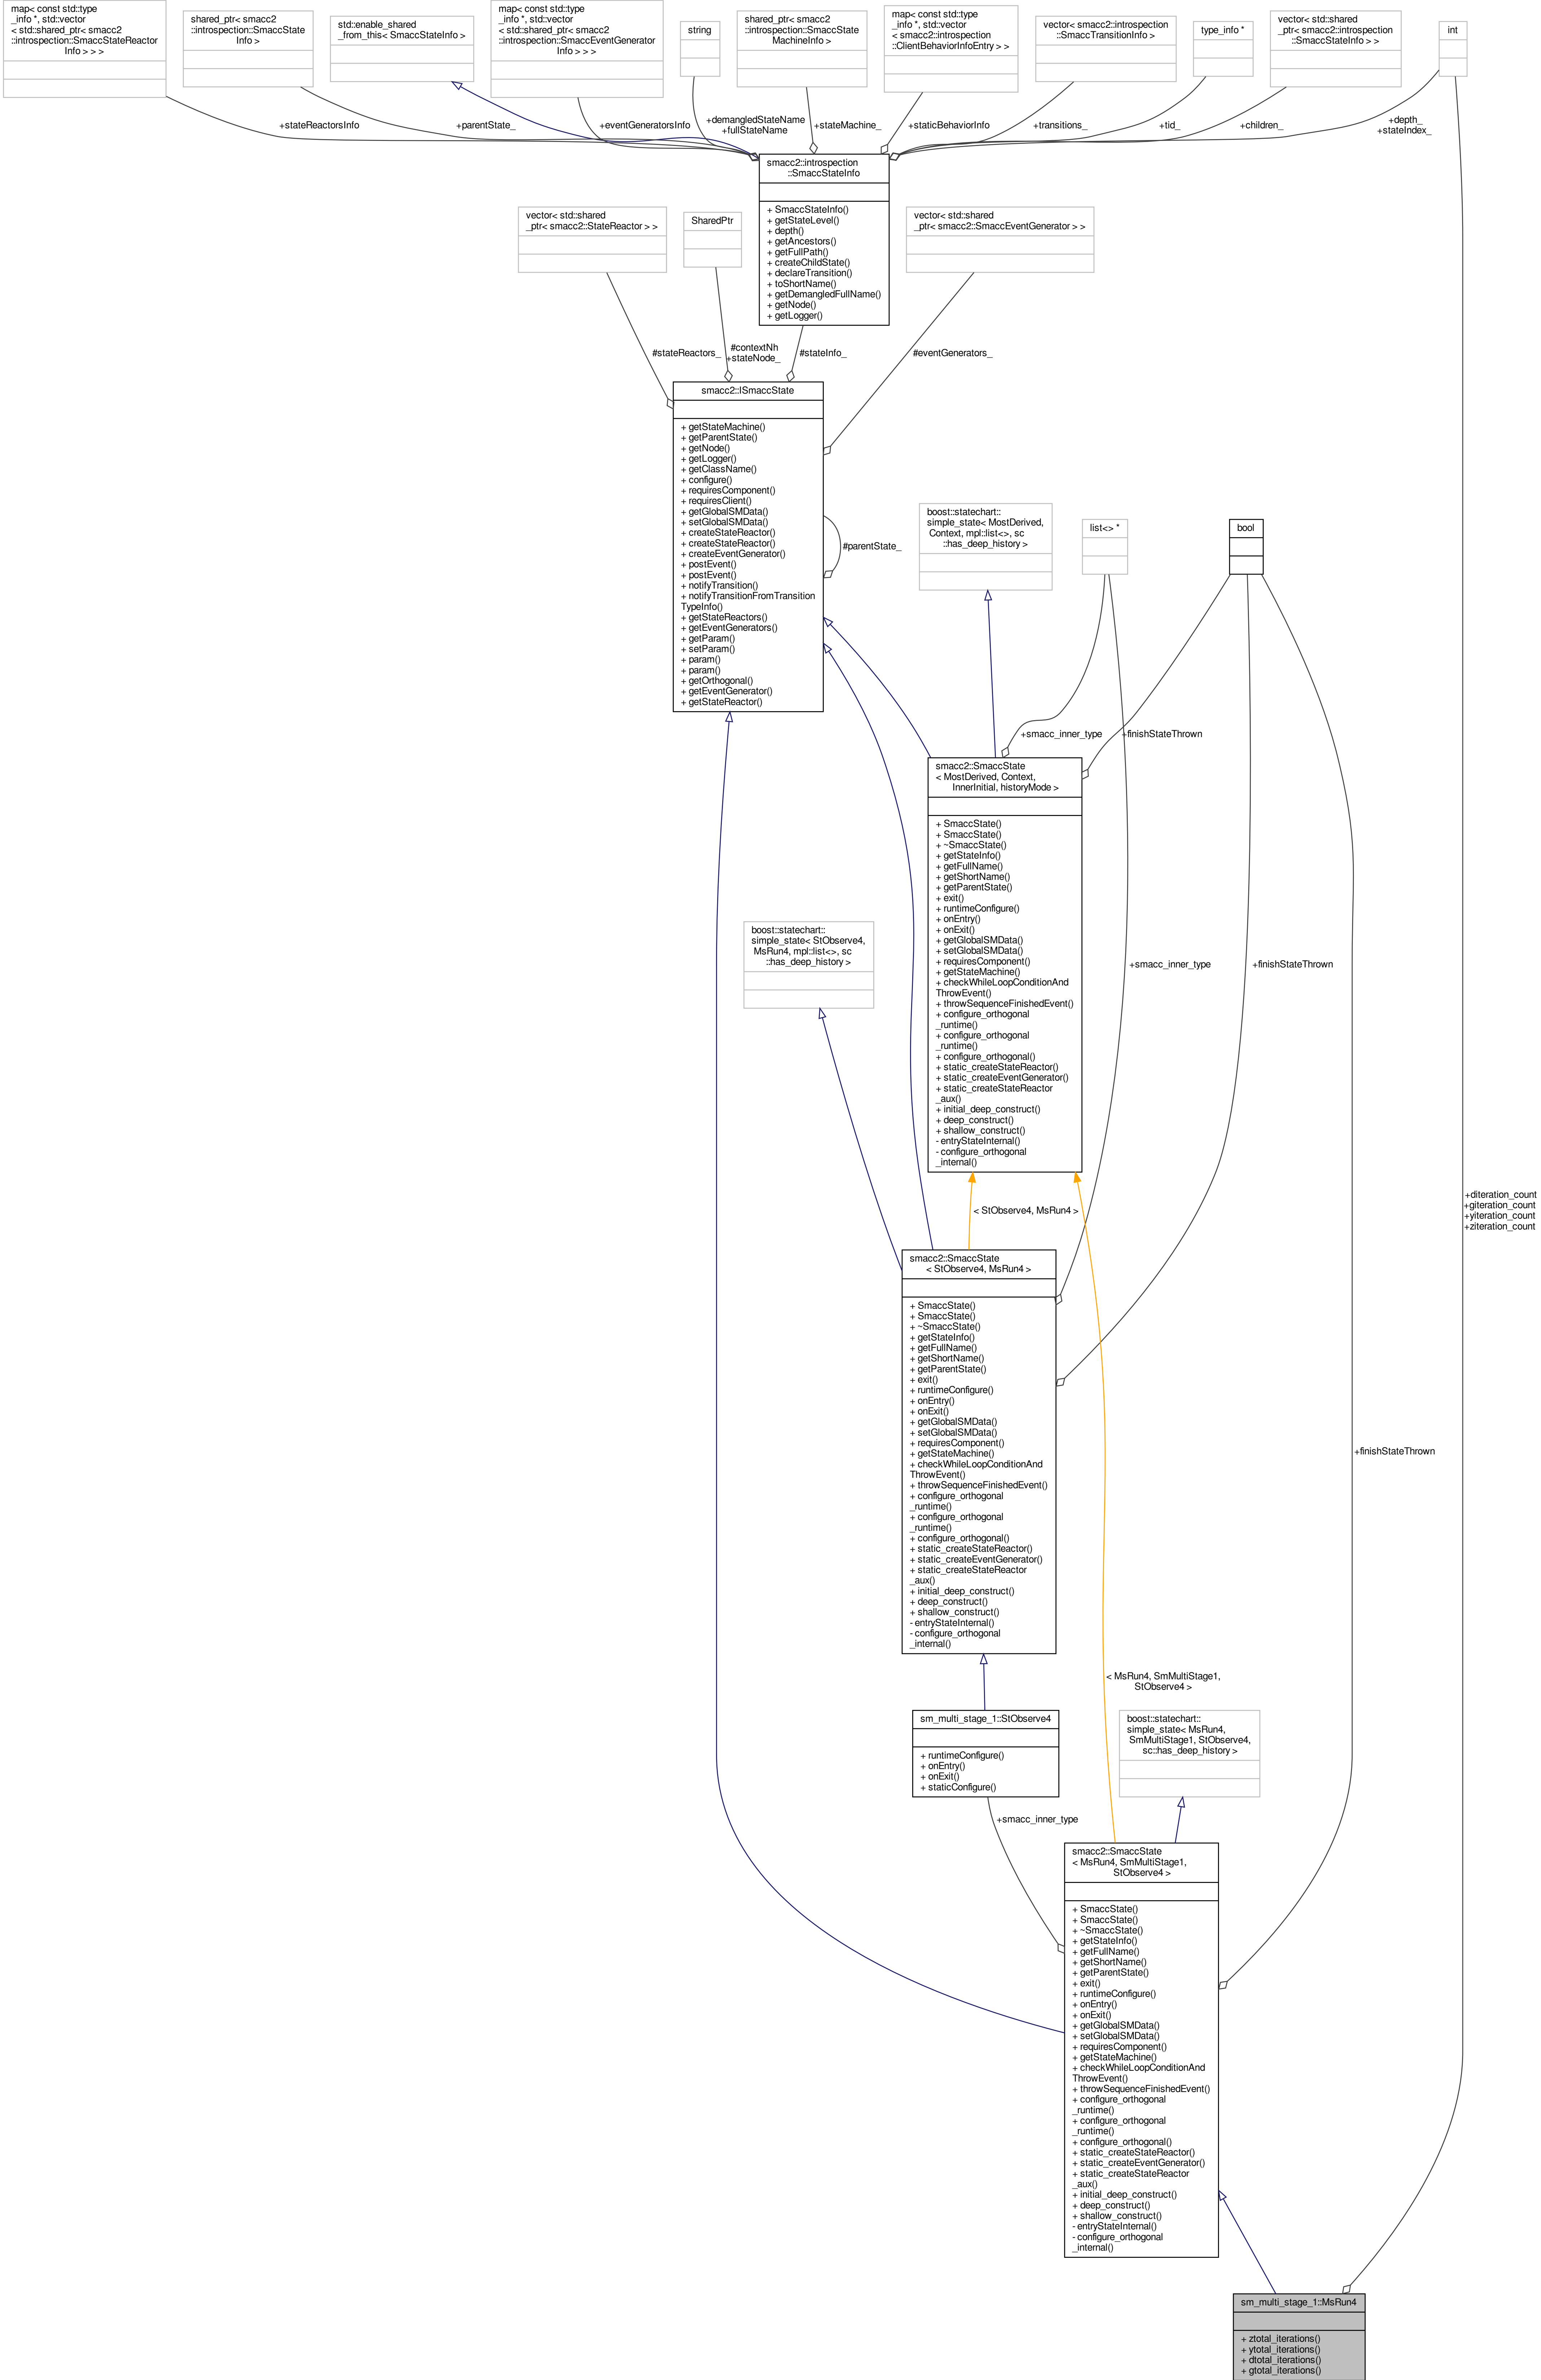 map< const std::type
_info *, std::vector
< std::shared_ptr< smacc2
::introspection::SmaccStateReactor
Info > > >
shared_ptr< smacc2
::introspection::SmaccState
Info >
std::enable_shared
_from_this< SmaccStateInfo >
map< const std::type
_info *, std::vector
< std::shared_ptr< smacc2
::introspection::SmaccEventGenerator
Info > > >
string
shared_ptr< smacc2
::introspection::SmaccState
MachineInfo >
map< const std::type
_info *, std::vector
< smacc2::introspection
::ClientBehaviorInfoEntry > >
vector< smacc2::introspection
::SmaccTransitionInfo >
type_info *
vector< std::shared
_ptr< smacc2::introspection
::SmaccStateInfo > >
int
+stateReactorsInfo
+parentState_
+eventGeneratorsInfo
+demangledStateName
+fullStateName
+stateMachine_
+staticBehaviorInfo
+transitions_
+tid_
+children_
+depth_
+stateIndex_
smacc2::introspection
::SmaccStateInfo
+ SmaccStateInfo()
+ getStateLevel()
+ depth()
+ getAncestors()
+ getFullPath()
+ createChildState()
+ declareTransition()
+ toShortName()
+ getDemangledFullName()
+ getNode()
+ getLogger()
vector< std::shared
_ptr< smacc2::StateReactor > >
SharedPtr
vector< std::shared
_ptr< smacc2::SmaccEventGenerator > >
#stateReactors_
#contextNh
+stateNode_
#stateInfo_
#eventGenerators_
smacc2::ISmaccState
+ getStateMachine()
+ getParentState()
+ getNode()
+ getLogger()
+ getClassName()
+ configure()
+ requiresComponent()
+ requiresClient()
+ getGlobalSMData()
+ setGlobalSMData()
+ createStateReactor()
+ createStateReactor()
+ createEventGenerator()
+ postEvent()
+ postEvent()
+ notifyTransition()
+ notifyTransitionFromTransition
TypeInfo()
+ getStateReactors()
+ getEventGenerators()
+ getParam()
+ setParam()
+ param()
+ param()
+ getOrthogonal()
+ getEventGenerator()
+ getStateReactor()
#parentState_
boost::statechart::
simple_state< MostDerived,
Context, mpl::list<>, sc
::has_deep_history >
list<> *
bool
+smacc_inner_type
+finishStateThrown
smacc2::SmaccState
< MostDerived, Context,
InnerInitial, historyMode >
+ SmaccState()
+ SmaccState()
+ ~SmaccState()
+ getStateInfo()
+ getFullName()
+ getShortName()
+ getParentState()
+ exit()
+ runtimeConfigure()
+ onEntry()
+ onExit()
+ getGlobalSMData()
+ setGlobalSMData()
+ requiresComponent()
+ getStateMachine()
+ checkWhileLoopConditionAnd
ThrowEvent()
+ throwSequenceFinishedEvent()
+ configure_orthogonal
_runtime()
+ configure_orthogonal
_runtime()
+ configure_orthogonal()
+ static_createStateReactor()
+ static_createEventGenerator()
+ static_createStateReactor
_aux()
+ initial_deep_construct()
+ deep_construct()
+ shallow_construct()
- entryStateInternal()
- configure_orthogonal
_internal()
boost::statechart::
simple_state< StObserve4,
MsRun4, mpl::list<>, sc
::has_deep_history >
+smacc_inner_type
+finishStateThrown
< StObserve4, MsRun4 >
+diteration_count
+giteration_count
+yiteration_count
+ziteration_count
smacc2::SmaccState
< StObserve4, MsRun4 >
+ SmaccState()
+ SmaccState()
+ ~SmaccState()
+ getStateInfo()
+ getFullName()
+ getShortName()
+ getParentState()
+ exit()
+ runtimeConfigure()
+ onEntry()
+ onExit()
+ getGlobalSMData()
+ setGlobalSMData()
+ requiresComponent()
+ getStateMachine()
+ checkWhileLoopConditionAnd
ThrowEvent()
+ throwSequenceFinishedEvent()
+ configure_orthogonal
_runtime()
+ configure_orthogonal
_runtime()
+ configure_orthogonal()
+ static_createStateReactor()
+ static_createEventGenerator()
+ static_createStateReactor
_aux()
+ initial_deep_construct()
+ deep_construct()
+ shallow_construct()
- entryStateInternal()
- configure_orthogonal
_internal()
+finishStateThrown
< MsRun4, SmMultiStage1,
StObserve4 >
sm_multi_stage_1::StObserve4
+ runtimeConfigure()
+ onEntry()
+ onExit()
+ staticConfigure()
boost::statechart::
simple_state< MsRun4,
SmMultiStage1, StObserve4,
sc::has_deep_history >
+smacc_inner_type
smacc2::SmaccState
< MsRun4, SmMultiStage1,
StObserve4 >
+ SmaccState()
+ SmaccState()
+ ~SmaccState()
+ getStateInfo()
+ getFullName()
+ getShortName()
+ getParentState()
+ exit()
+ runtimeConfigure()
+ onEntry()
+ onExit()
+ getGlobalSMData()
+ setGlobalSMData()
+ requiresComponent()
+ getStateMachine()
+ checkWhileLoopConditionAnd
ThrowEvent()
+ throwSequenceFinishedEvent()
+ configure_orthogonal
_runtime()
+ configure_orthogonal
_runtime()
+ configure_orthogonal()
+ static_createStateReactor()
+ static_createEventGenerator()
+ static_createStateReactor
_aux()
+ initial_deep_construct()
+ deep_construct()
+ shallow_construct()
- entryStateInternal()
- configure_orthogonal
_internal()
sm_multi_stage_1::MsRun4
+ ztotal_iterations()
+ ytotal_iterations()
+ dtotal_iterations()
+ gtotal_iterations()